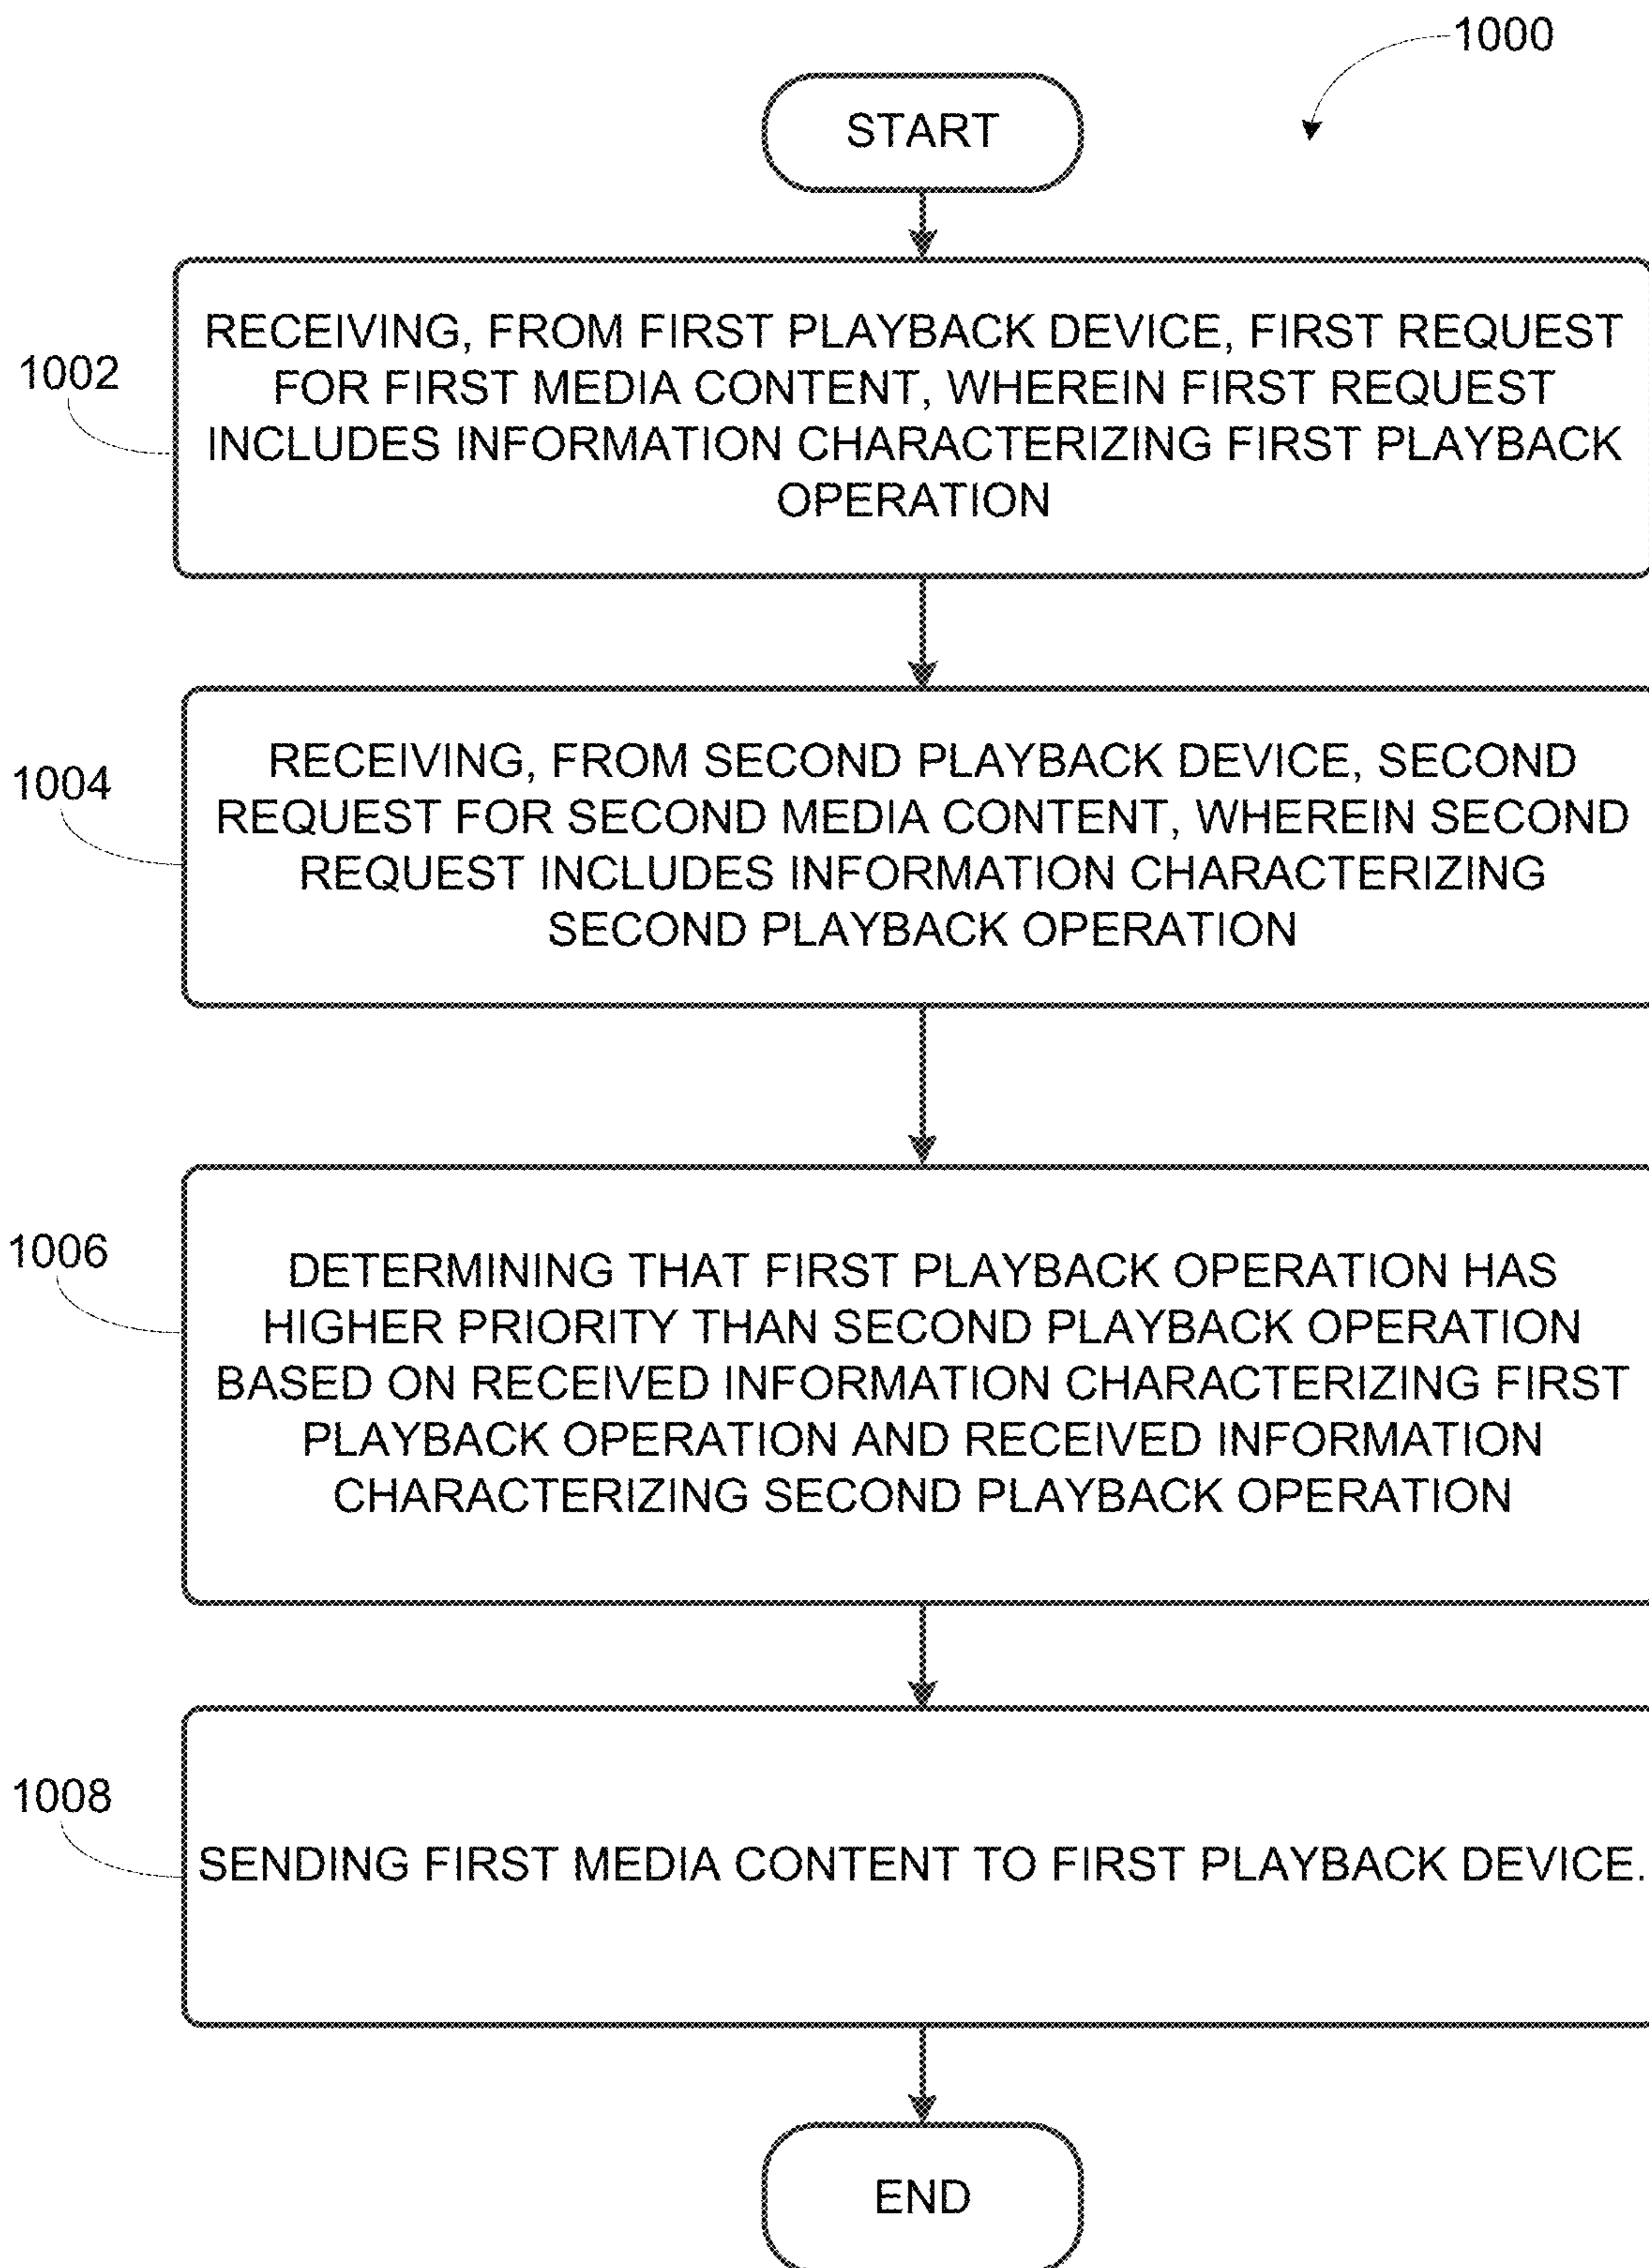 1000
START
1002
RECEIVING, FROM FIRST PLAYBACK DEVICE, FIRST REQUEST
FOR FIRST MEDIA CONTENT, WHEREIN FIRST REQUEST
INCLUDES INFORMATION CHARACTERIZING FIRST PLAYBACK
OPERATION
1004
RECEIVING, FROM SECOND PLAYBACK DEVICE, SECOND
REQUEST FOR SECOND MEDIA CONTENT, WHEREIN SECOND
REQUEST INCLUDES INFORMATION CHARACTERIZING
SECOND PLAYBACK OPERATION
1006
DETERMINING THAT FIRST PLAYBACK OPERATION HAS
HIGHER PRIORITY THAN SECOND PLAYBACK OPERATION
BASED ON RECEIVED INFORMATION CHARACTERIZING FIRST
PLAYBACK OPERATION AND RECEIVED INFORMATION
CHARACTERIZING SECOND PLAYBACK OPERATION
1008
SENDING FIRST MEDIA CONTENT TO FIRST PLAYBACK DEVICE.
END